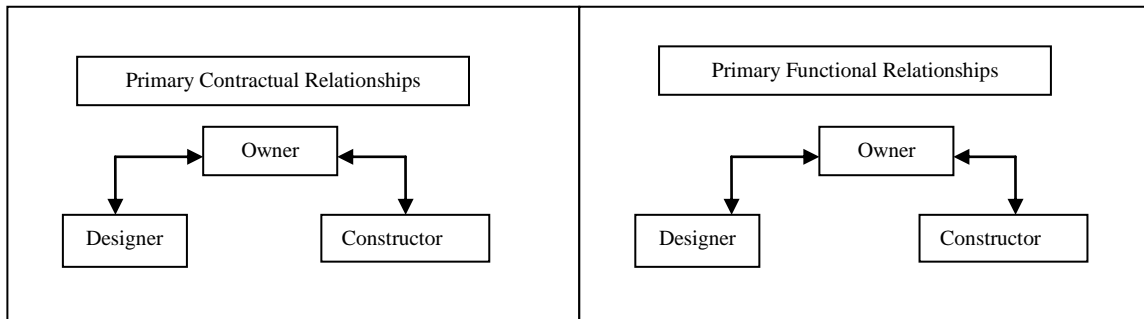 Primary Contractual Relationships
Owner
Designer
Constructor
Primary Functional Relationships
Owner
Designer
Constructor